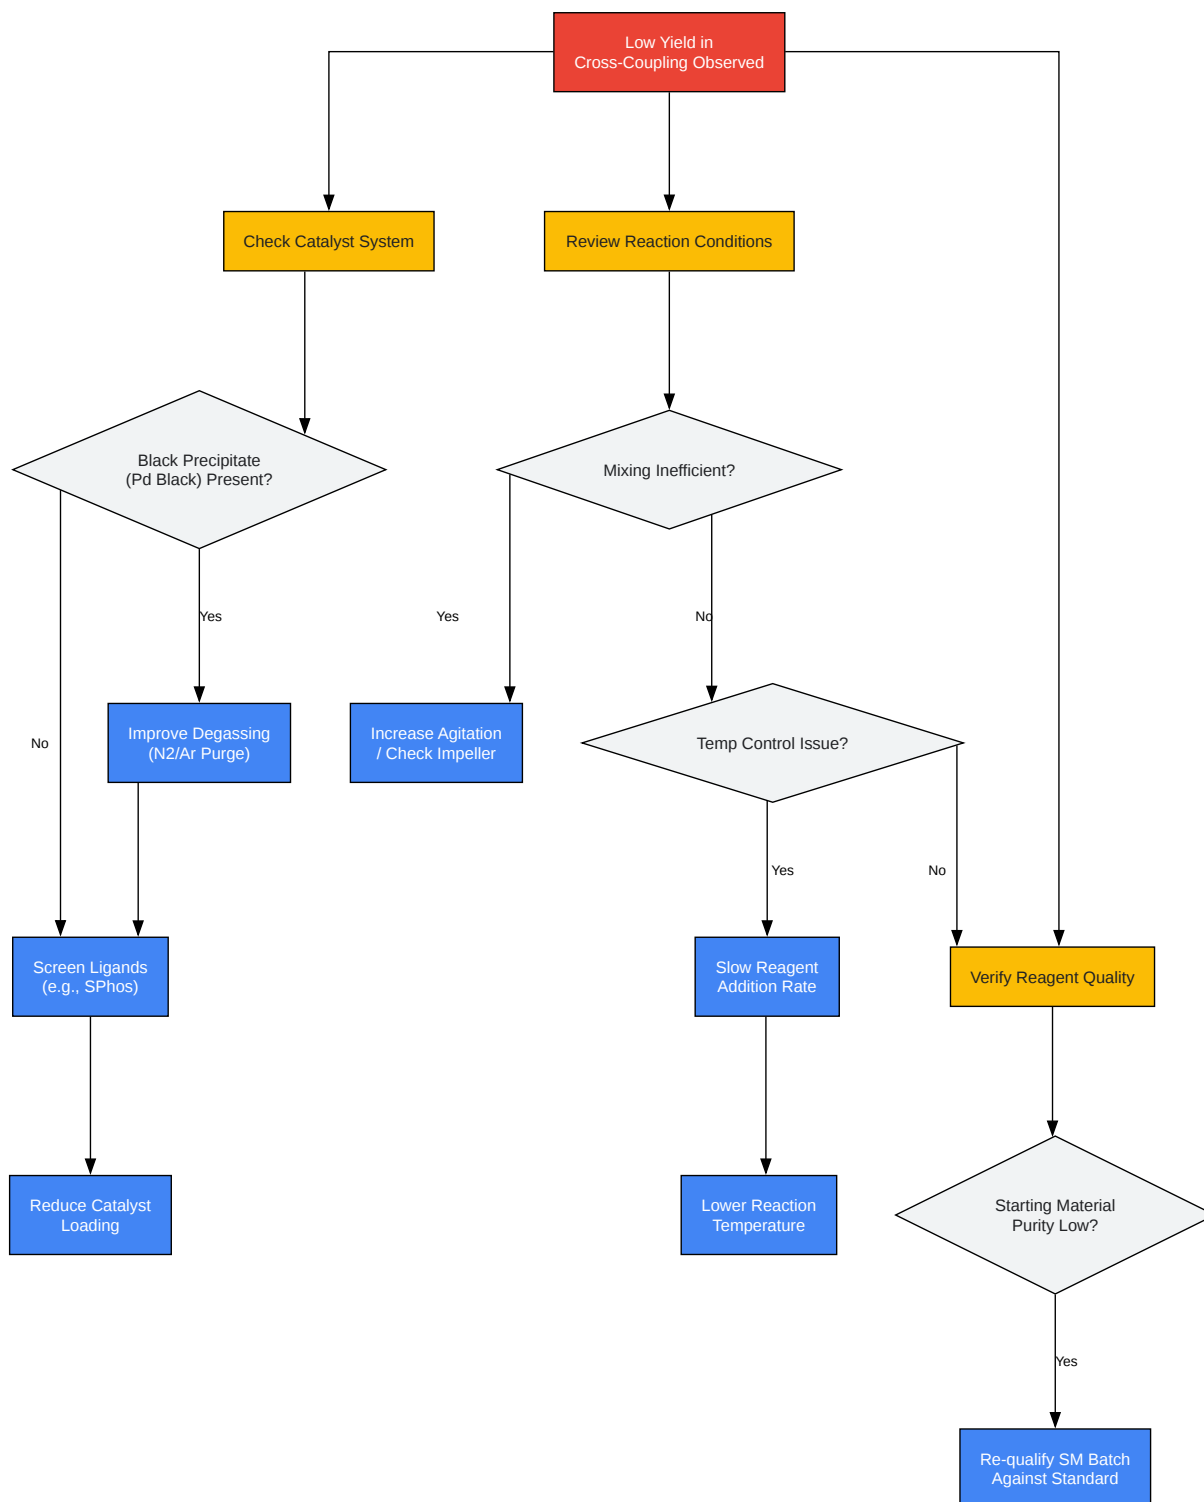 Low Yield in
Cross-Coupling Observed
Check Catalyst System
Review Reaction Conditions
Black Precipitate
(Pd Black) Present?
Mixing Inefficient?
Yes
Yes
No
Improve Degassing
(N2/Ar Purge)
Increase Agitation
/ Check Impeller
No
Temp Control Issue?
Yes
No
Screen Ligands
(e.g., SPhos)
Slow Reagent
Addition Rate
Verify Reagent Quality
Reduce Catalyst
Loading
Lower Reaction
Temperature
Starting Material
Purity Low?
Yes
Re-qualify SM Batch
Against Standard